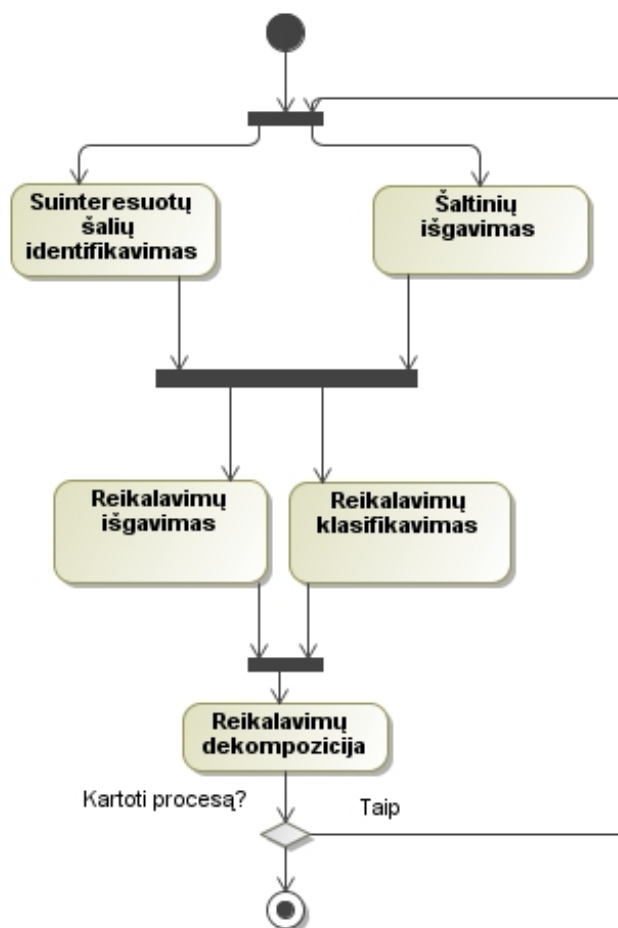 Suinteresuotų
šalių
identifikavimas
Šaltinių
išgavimas
Reikalavimų
išgavimas
Reikalavimų
klasifikavimas
Reikalavimų
dekompozicija
Kartoti procesą?
Taip